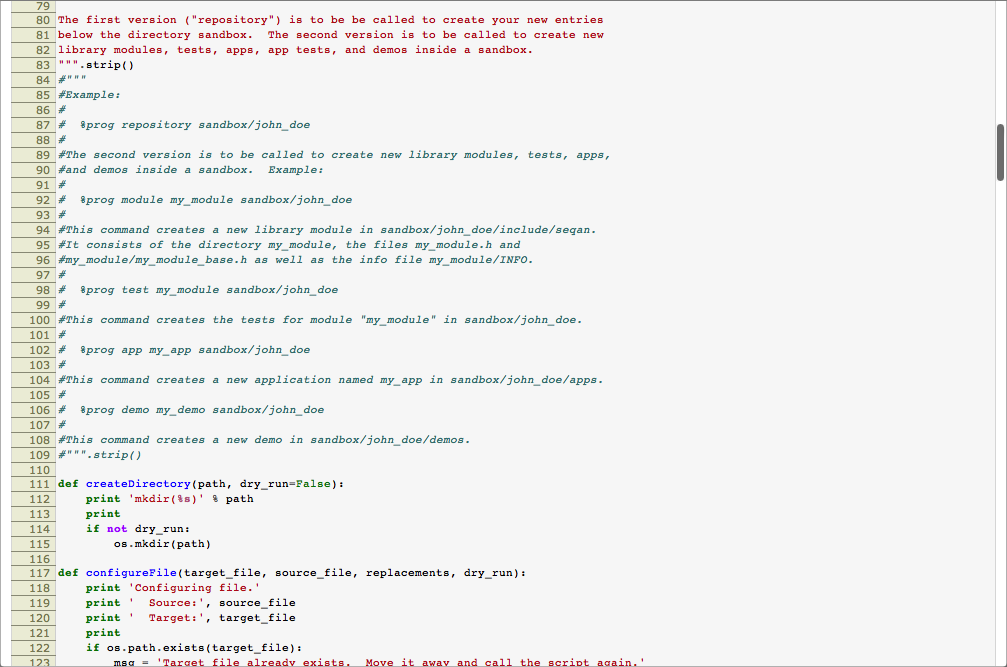 79
80 The first version ("repository") is to be be called to create your new entries
81 below the directory sandbox.  The second version is to be called to create new
82 library modules, tests, apps, app tests, and demos inside a sandbox.
83 """.strip()
84 #"""
85 #Example:
86 #
87 #  %prog repository sandbox/john_doe
88 #
89 #The second version is to be called to create new library modules, tests, apps,
90 #and demos inside a sandbox.  Example:
91 #
92 #  %prog module my_module sandbox/john_doe
93 #
94 #This command creates a new library module in sandbox/john_doe/include/seqan.
95 #It consists of the directory my_module, the files my_module.h and
96 #my_module/my_module_base.h as well as the info file my_module/INFO.
97 #
98 #  %prog test my_module sandbox/john_doe
99 #
100 #This command creates the tests for module "my_module" in sandbox/john_doe.
101 #
102 #  %prog app my_app sandbox/john_doe
103 #
104 #This command creates a new application named my_app in sandbox/john_doe/apps.
105 #
106 #  %prog demo my_demo sandbox/john_doe
107 #
108 #This command creates a new demo in sandbox/john_doe/demos.
109 #""".strip()
110
111 def createDirectory(path, dry_run=False):
112     print 'mkdir(%s)' % path
113     print
114     if not dry_run:
115         os.mkdir(path)
116
117 def configureFile(target_file, source_file, replacements, dry_run):
118     print 'Configuring file.'
119     print '  Source:', source_file
120     print '  Target:', target_file
121     print
122     if os.path.exists(target_file):
123         msg = 'Target file already exists.  Move it away and call the script again.'